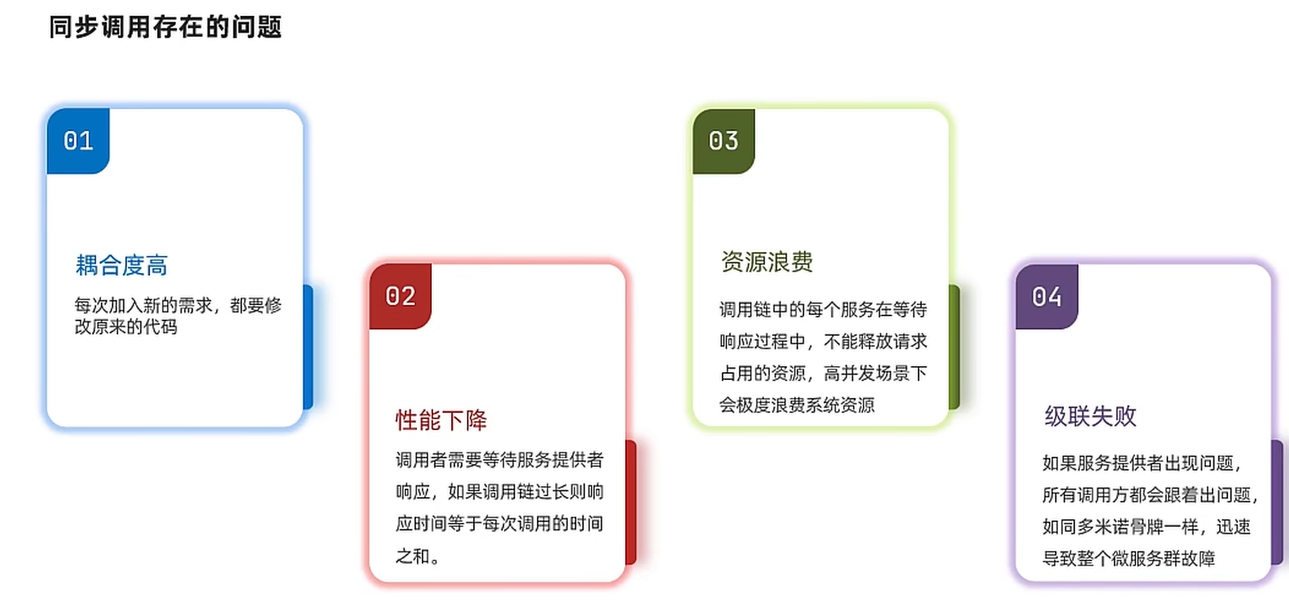 同步调用存在的问题
01
耦合度高
每次加入新的需求，都要修
改原来的代码
02
性能下降
调用者需要等待服务提供者
响应，如果调用链过长则响
应时间等于每次调用的时间
之和。
03
资源浪费
调用链中的每个服务在等待
响应过程中，不能释放请求
占用的资源，高并发场景下
会极度浪费系统资源
04
级联失败
如果服务提供者出现问题，
所有调用方都会跟着出问题，
如同多米诺骨牌一样，迅速
导致整个微服务群故障